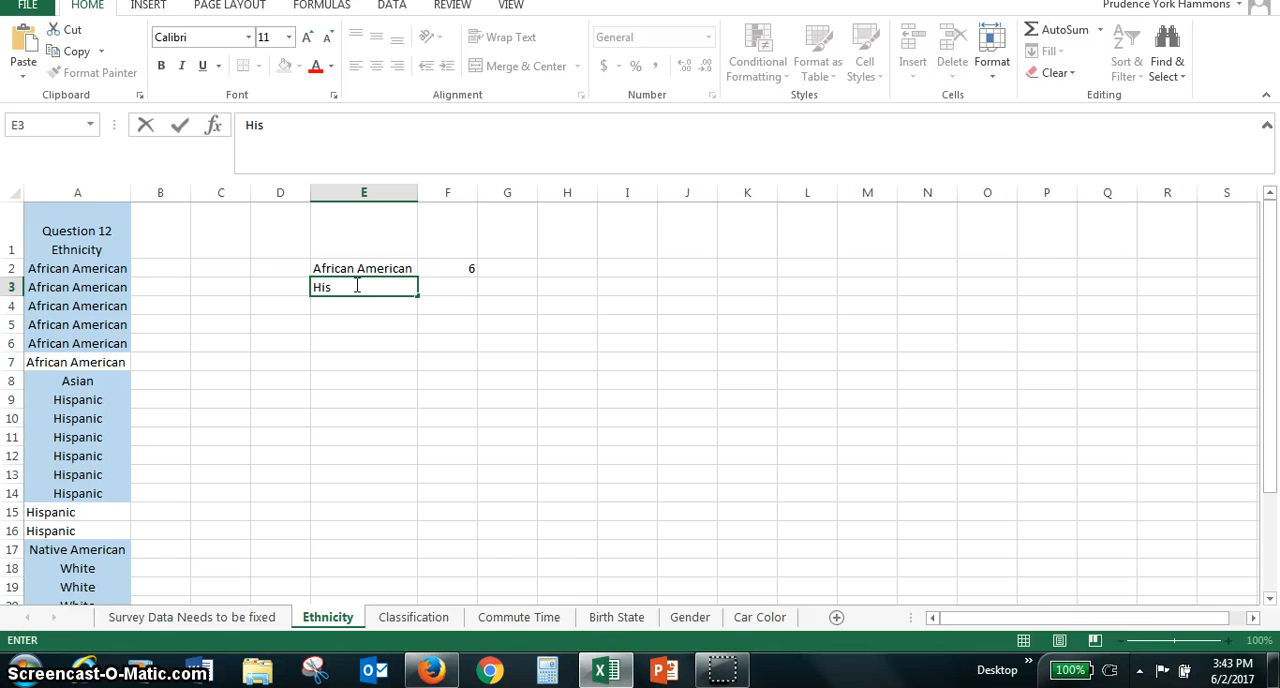 FILE HOME INSERT PAGE LAYOUT FORMULAS DATA REVIEW VIEW Prudence York Hammons
Cut
Copy
Format Painter
Paste
Clipboard
Calibri 11
B I U
Font
Wrap Text
Merge & Center
Alignment
General
$ % ,
Number
Conditional Formatting
Format as Table
Cell Styles
Styles
Insert Delete Format
Cells
AutoSum
Fill
Clear
Sort & Filter
Find & Select
Editing
E3 fx His
A B C D E F G H I J K L M N O P Q R S
Question 12
1 Ethnicity
2 African American African American 6
3 African American His
4 African American
5 African American
6 African American
7 African American
8 Asian
9 Hispanic
10 Hispanic
11 Hispanic
12 Hispanic
13 Hispanic
14 Hispanic
15 Hispanic
16 Hispanic
17 Native American
18 White
19 White
20 White
Survey Data Needs to be fixed Ethnicity Classification Commute Time Birth State Gender Car Color
ENTER 100%
Screencast-O-Matic.com
Desktop 100% 3:43 PM
6/2/2017